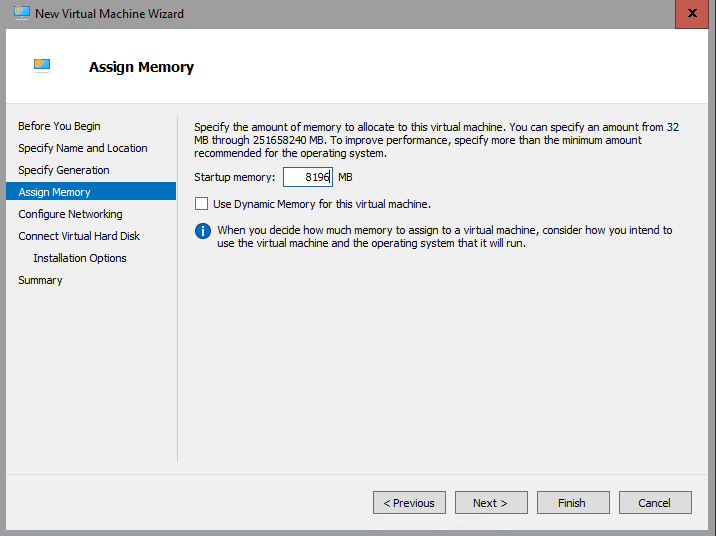 New Virtual Machine Wizard
x
Assign Memory
Before You Begin
Specify Name and Location
Specify Generation
Assign Memory
Configure Networking
Connect Virtual Hard Disk
Installation Options
Summary
Specify the amount of memory to allocate to this virtual machine. You can specify an amount from 32
MB through 251658240 MB. To improve performance, specify more than the minimum amount
recommended for the operating system.
Startup memory: 8196 MB
Use Dynamic Memory for this virtual machine.
i When you decide how much memory to assign to a virtual machine, consider how you intend to
use the virtual machine and the operating system that it will run.
< Previous Next > Finish Cancel